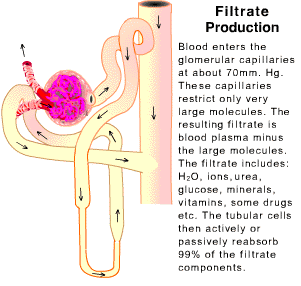 Filtrate
Production
Blood enters the
glomerular capillaries
at about 70mm. Hg.
These capillaries
restrict only very
large molecules. The
resulting filtrate is
blood plasma minus
the large molecules.
The filtrate includes:
H₂O, ions,urea,
glucose, minerals,
vitamins, some drugs
etc. The tubular cells
then actively or
passively reabsorb
99% of the filtrate
components.